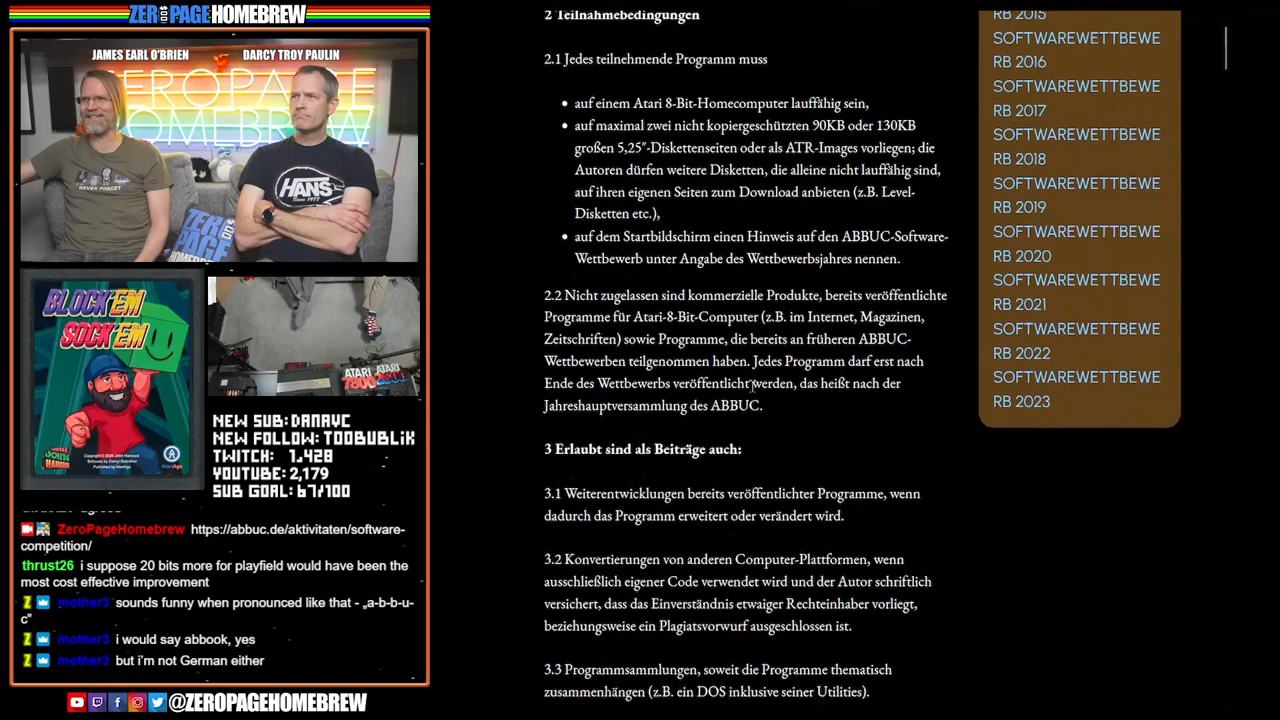 ZEROPAGEHOMEBREW
JAMES EARL O'BRIEN
DARCY TROY PAULIN
NEVER FORGET
HANS
Since 1977
BLOCK'EM
SOCK'EM
JOHN HANCOCK
ATARI
7800
NEW SUB: DANAYC
NEW FOLLOW: TOOBUBLIK
TWITCH: 1,428
YOUTUBE: 2,179
SUB GOAL: 67/100
ZeroPageHomebrew https://abbuc.de/aktivitaten/software-
competition/
thrust26 i suppose 20 bits more for playfield would have been the
most cost effective improvement
mother3 sounds funny when pronounced like that - „a-b-b-u-
c”
mother3 i would say abbook, yes
mother3 but i’m not German either
@ZEROPAGEHOMEBREW
2 Teilnahmebedingungen
2.1 Jedes teilnehmende Programm muss
• auf einem Atari 8-Bit-Homecomputer lauffähig sein,
• auf maximal zwei nicht kopiergeschützten 90KB oder 130KB
großen 5,25″-Diskettenseiten oder als ATR-Images vorliegen; die
Autoren dürfen weitere Disketten, die alleine nicht lauffähig sind,
auf ihren eigenen Seiten zum Download anbieten (z.B. Level-
Disketten etc.),
• auf dem Startbildschirm einen Hinweis auf den ABBUC-Software-
Wettbewerb unter Angabe des Wettbewerbsjahres nennen.
2.2 Nicht zugelassen sind kommerzielle Produkte, bereits veröffentlichte
Programme für Atari-8-Bit-Computer (z.B. im Internet, Magazinen,
Zeitschriften) sowie Programme, die bereits an früheren ABBUC-
Wettbewerben teilgenommen haben. Jedes Programm darf erst nach
Ende des Wettbewerbs veröffentlicht werden, das heißt nach der
Jahreshauptversammlung des ABBUC.
3 Erlaubt sind als Beiträge auch:
3.1 Weiterentwicklungen bereits veröffentlichter Programme, wenn
dadurch das Programm erweitert oder verändert wird.
3.2 Konvertierungen von anderen Computer-Plattformen, wenn
ausschließlich eigener Code verwendet wird und der Autor schriftlich
versichert, dass das Einverständnis etwaiger Rechteinhaber vorliegt,
beziehungsweise ein Plagiatsvorwurf ausgeschlossen ist.
3.3 Programmsammlungen, soweit die Programme thematisch
zusammenhängen (z.B. ein DOS inklusive seiner Utilities).
RB 2015
SOFTWAREWETTBEWE
RB 2016
SOFTWAREWETTBEWE
RB 2017
SOFTWAREWETTBEWE
RB 2018
SOFTWAREWETTBEWE
RB 2019
SOFTWAREWETTBEWE
RB 2020
SOFTWAREWETTBEWE
RB 2021
SOFTWAREWETTBEWE
RB 2022
SOFTWAREWETTBEWE
RB 2023